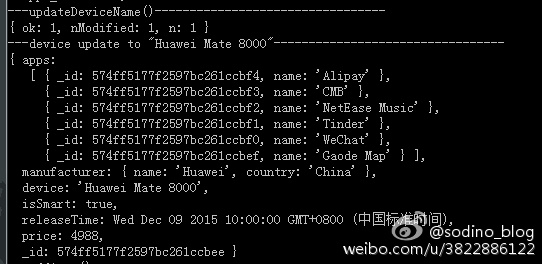 ---updateDeviceName()---------------------------------
{ ok: 1, nModified: 1, n: 1 }
---device update to "Huawei Mate 8000"---------------------------------
{ apps:
[ { _id: 574ff5177f2597bc261ccbf4, name: 'Alipay' },
{ _id: 574ff5177f2597bc261ccbf3, name: 'CMB' },
{ _id: 574ff5177f2597bc261ccbf2, name: 'NetEase Music' },
{ _id: 574ff5177f2597bc261ccbf1, name: 'Tinder' },
{ _id: 574ff5177f2597bc261ccbf0, name: 'WeChat' },
{ _id: 574ff5177f2597bc261ccbef, name: 'Gaode Map' } ],
manufacturer: { name: 'Huawei', country: 'China' },
device: 'Huawei Mate 8000',
isSmart: true,
releaseTime: Wed Dec 09 2015 10:00:00 GMT+0800 (中国标准时间),
price: 4988,
_id: 574ff5177f2597bc261ccbee }
@sodino_blog
weibo.com/u/3822886122